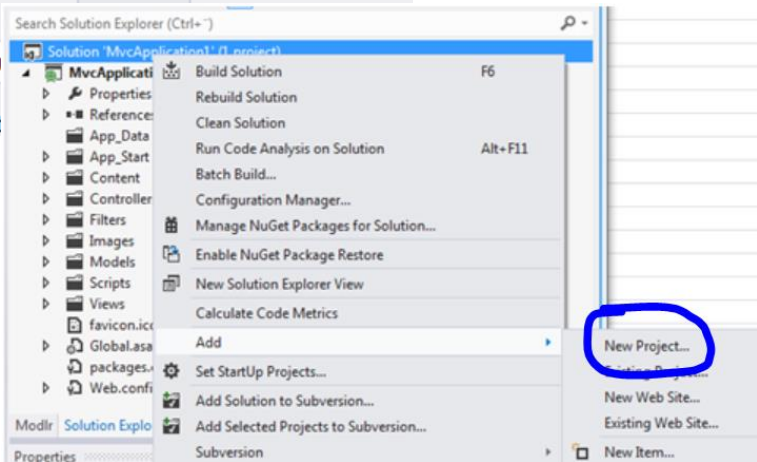 Search Solution Explorer (Ctrl+¨)
Solution 'MvcApplication1' (1 project)
MvcApplicati
Properties
Reference
App_Data
App_Start
Content
Controller
Filters
Images
Models
Scripts
Views
favicon.ico
Global.asa
packages.
Web.confi
Modlr Solution Explo
Properties
Build Solution F6
Rebuild Solution
Clean Solution
Run Code Analysis on Solution Alt+F11
Batch Build...
Configuration Manager...
Manage NuGet Packages for Solution...
Enable NuGet Package Restore
New Solution Explorer View
Calculate Code Metrics
Add
Set StartUp Projects...
Add Solution to Subversion...
Add Selected Projects to Subversion...
Subversion
New Project...
Existing Project...
New Web Site...
Existing Web Site...
New Item...